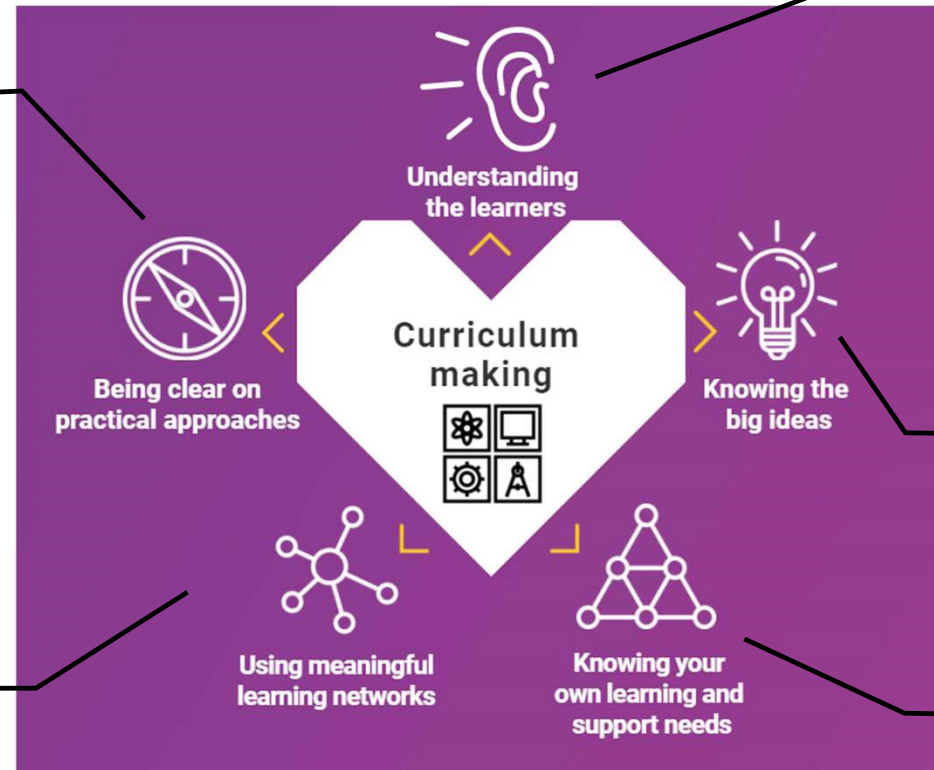 Understanding
the learners
Curriculum
making
Being clear on
practical approaches
Knowing the
big ideas
Using meaningful
learning networks
Knowing your
own learning and
support needs